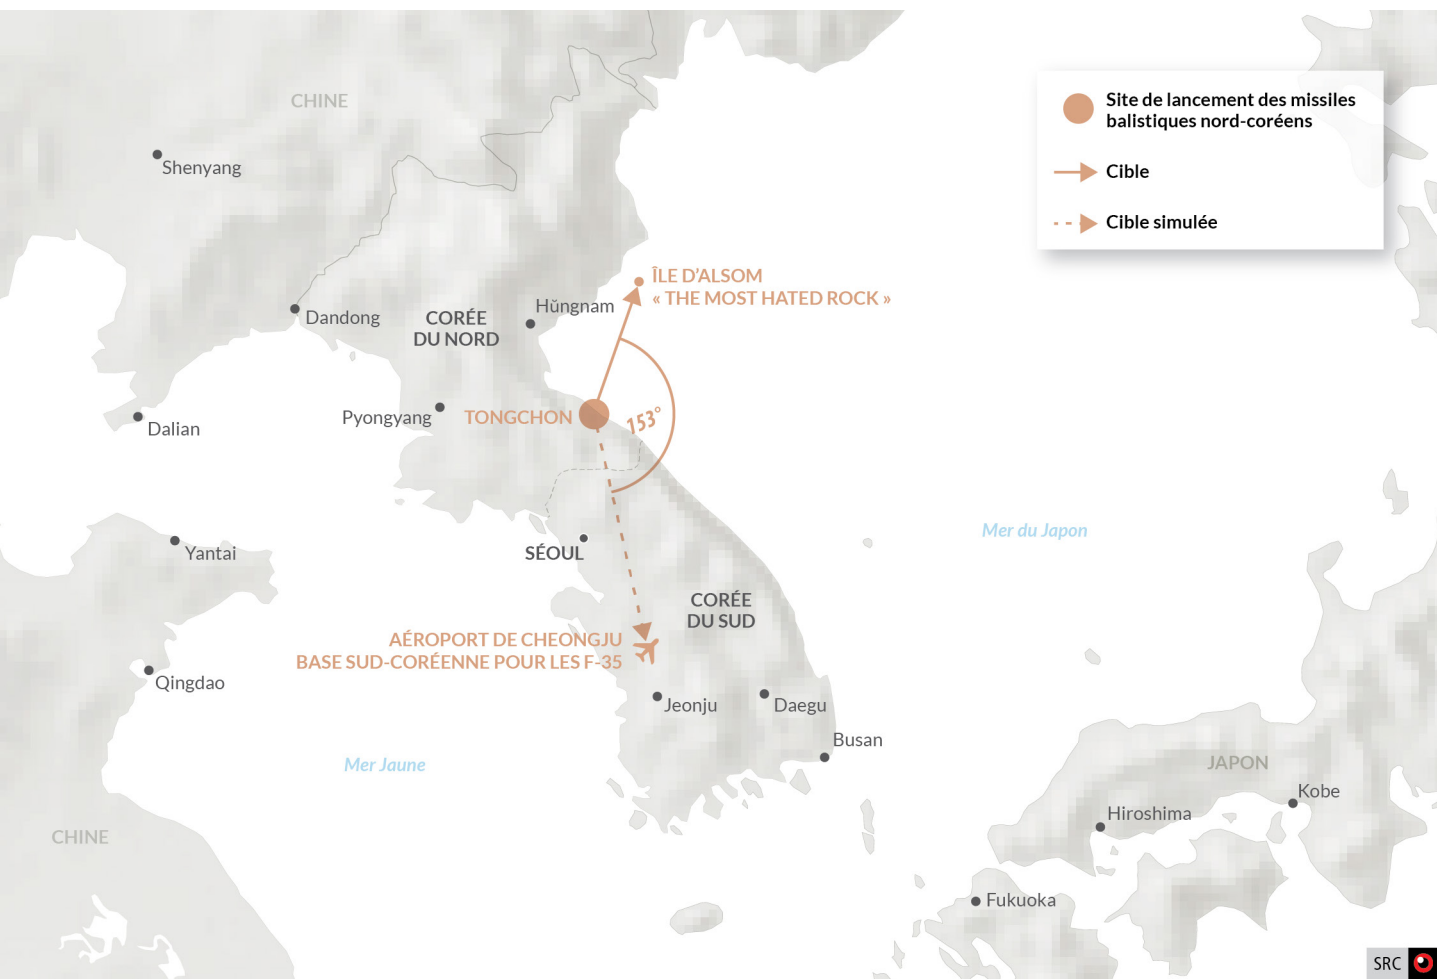 CHINE
Shenyang
Site de lancement des missiles
balistiques nord-coréens
Cible
Cible simulée
ÎLE D’ALSOM
« THE MOST HATED ROCK »
Hŭngnam
Dandong
CORÉE
DU NORD
Pyongyang
TONGCHON
153°
Dalian
Mer du Japon
Yantai
SÉOUL
CORÉE
DU SUD
AÉROPORT DE CHEONGJU
BASE SUD-CORÉENNE POUR LES F-35
Qingdao
Jeonju
Daegu
Busan
Mer Jaune
JAPON
Kobe
Hiroshima
CHINE
Fukuoka
SRC